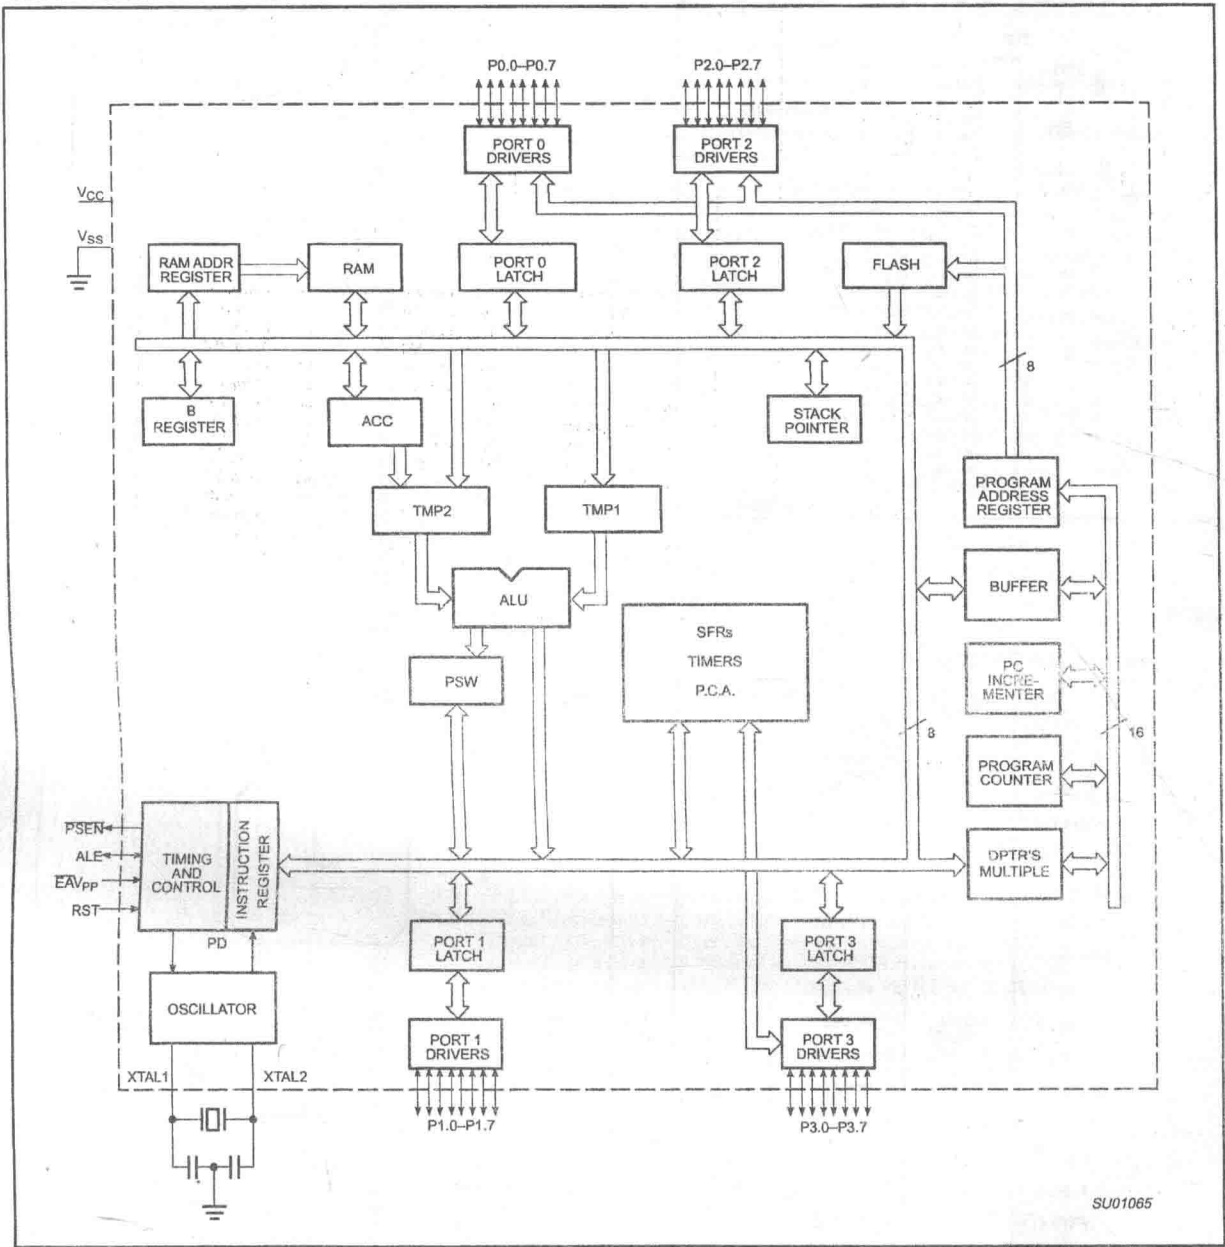 P0.0–P0.7
P2.0–P2.7
PORT 0
DRIVERS
PORT 2
DRIVERS
VCC
VSS
RAM ADDR
REGISTER
RAM
PORT 0
LATCH
PORT 2
LATCH
FLASH
8
B
REGISTER
ACC
STACK
POINTER
PROGRAM
ADDRESS
REGISTER
TMP2
TMP1
BUFFER
ALU
SFRs
TIMERS
P.C.A.
PSW
PC
INCRE-
MENTER
8
16
PROGRAM
COUNTER
PSEN
ALE
EAVPP
RST
TIMING
AND
CONTROL
INSTRUCTION
REGISTER
DPTR'S
MULTIPLE
PD
PORT 1
LATCH
PORT 3
LATCH
OSCILLATOR
PORT 1
DRIVERS
PORT 3
DRIVERS
XTAL1
XTAL2
P1.0–P1.7
P3.0–P3.7
SU01065